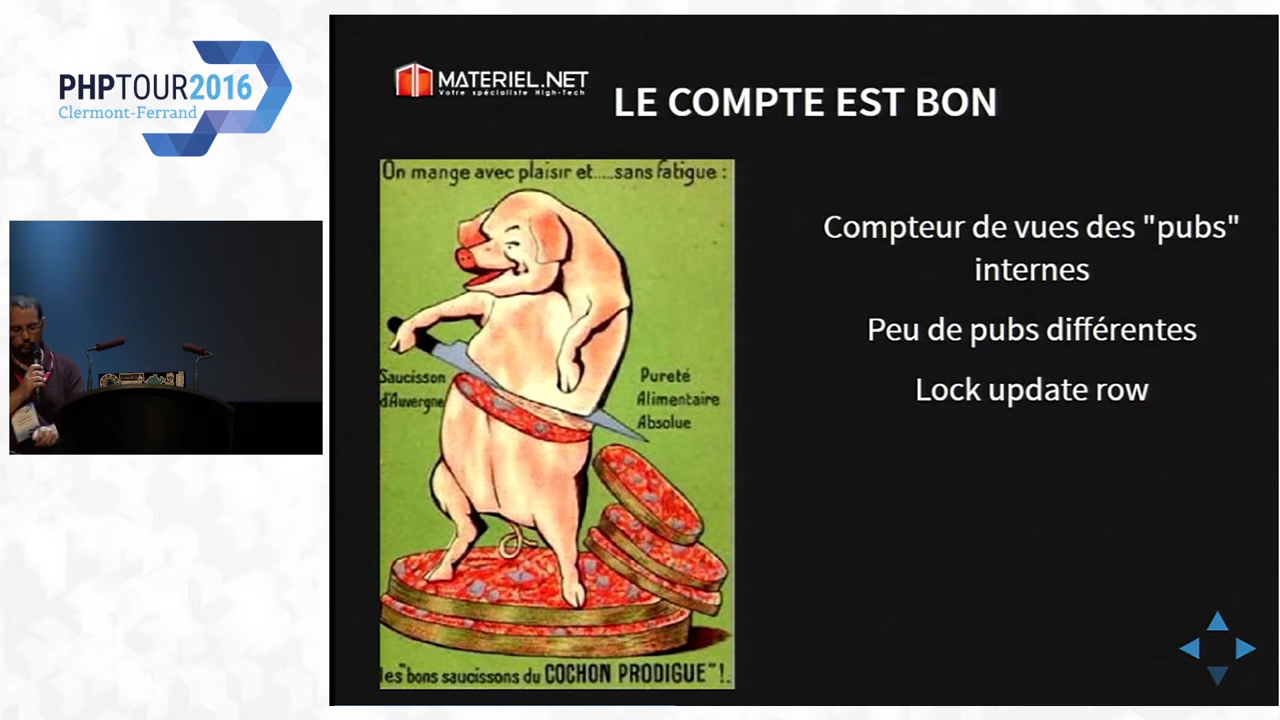 PHPTOUR2016
Clermont-Ferrand
MATERIEL.NET
Votre spécialiste High-Tech
LE COMPTE EST BON
On mange avec plaisir et....sans fatigue :
Saucisson
d'Auvergne
Pureté
Alimentaire
Absolue
les "bons saucissons du COCHON PRODIGUE" !.
Compteur de vues des "pubs"
internes
Peu de pubs différentes
Lock update row